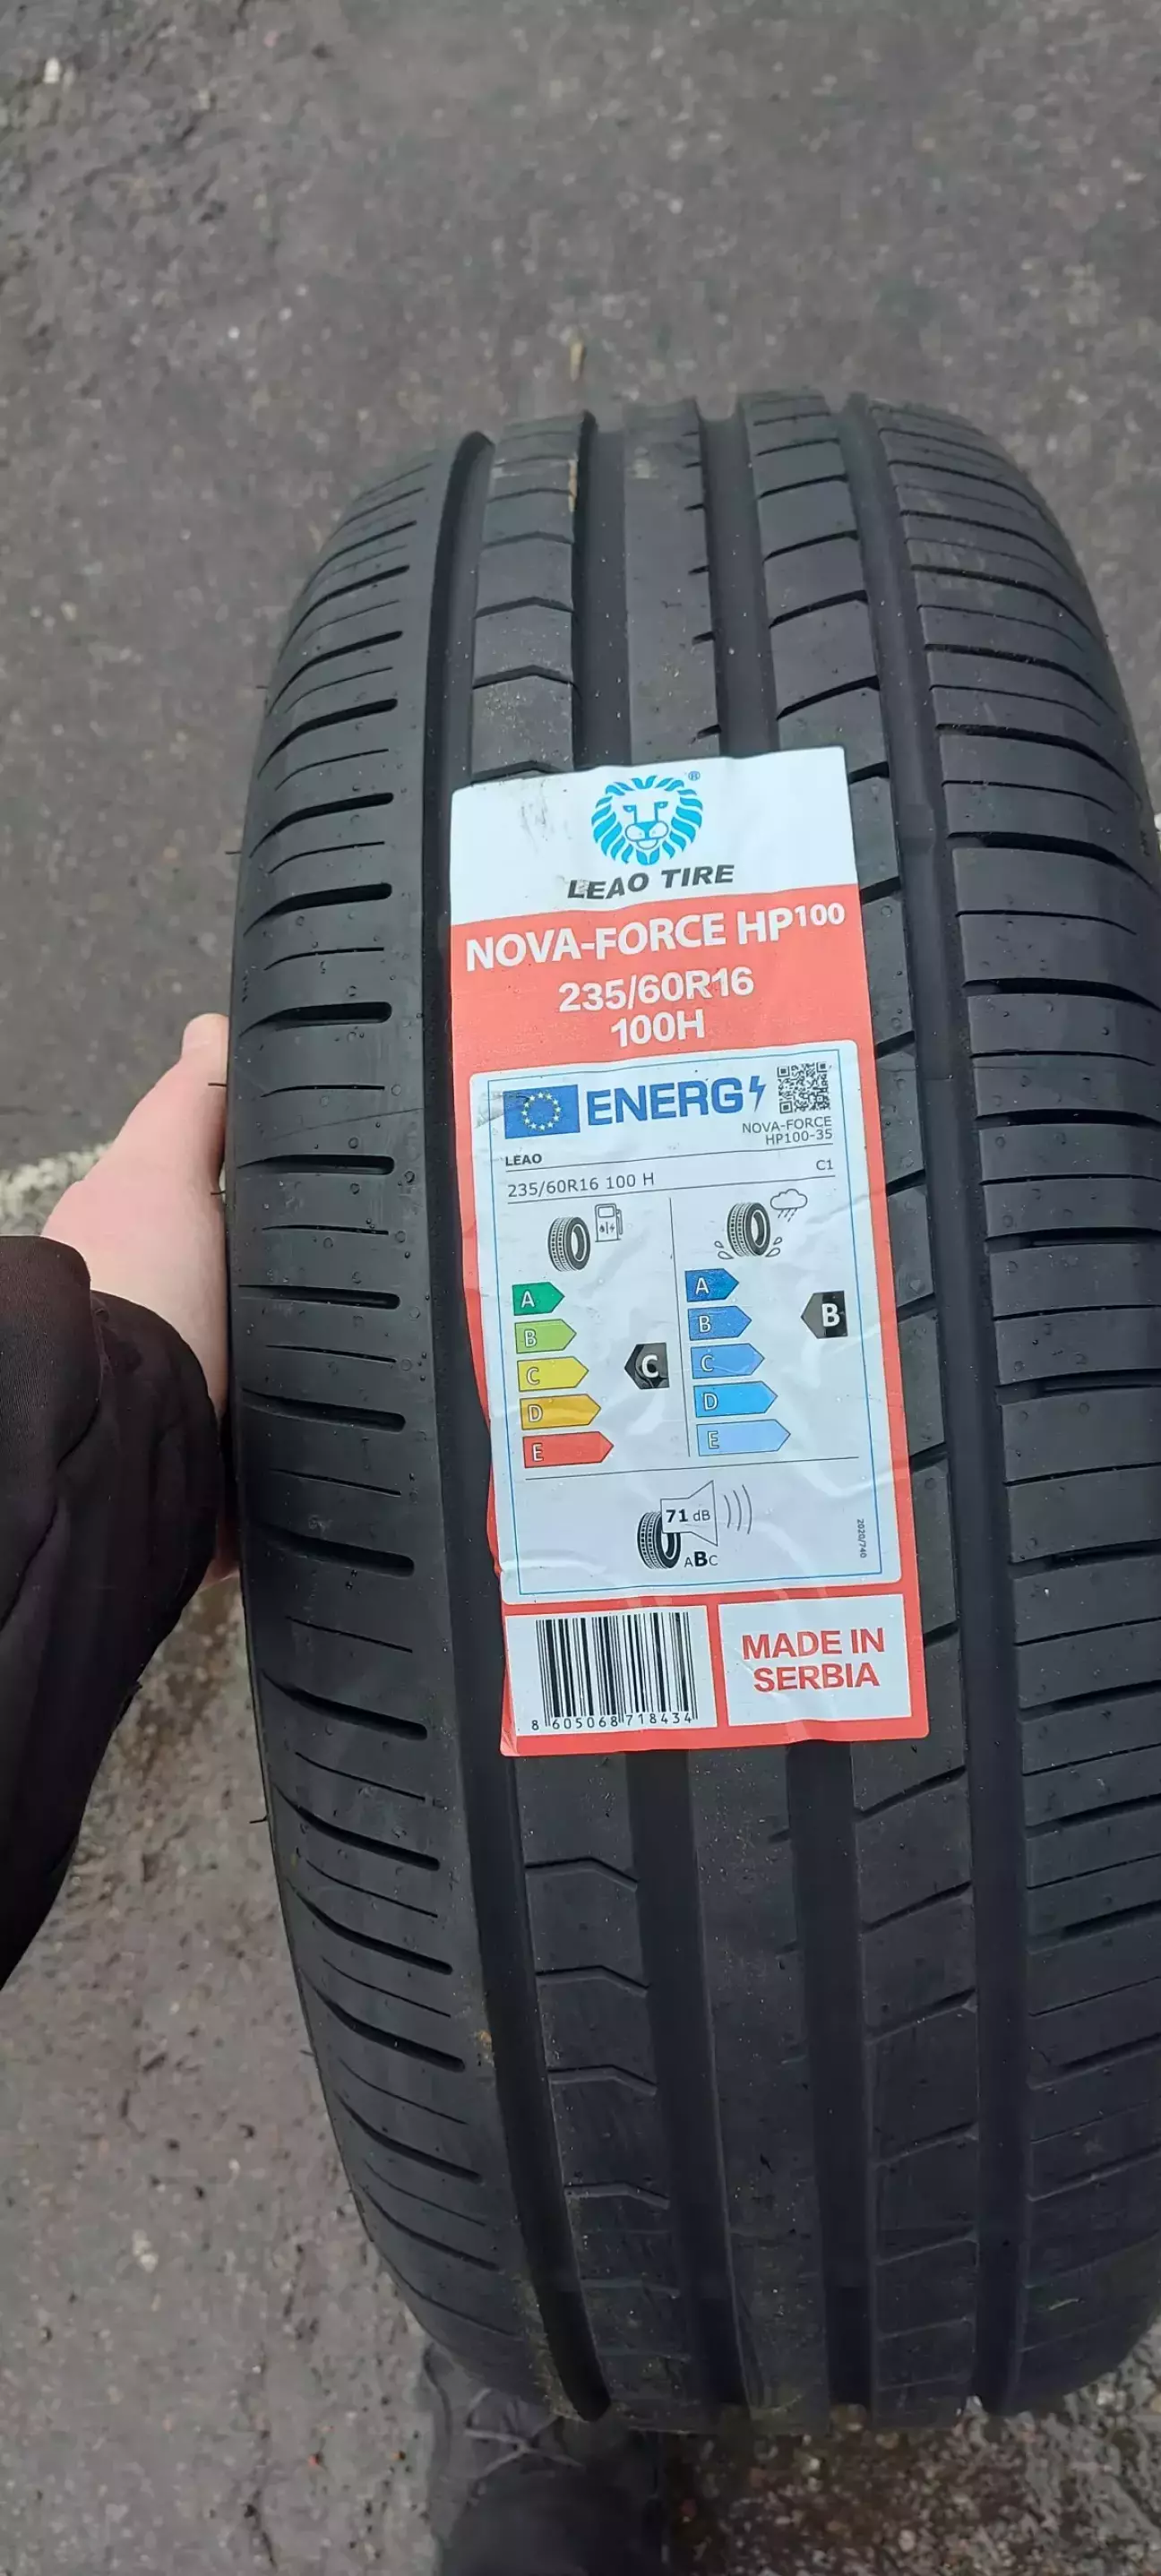 ®
LEAO TIRE
NOVA-FORCE HP100
235/60R16
100H
ENERG
NOVA-FORCE
HP100-35
LEAO
235/60R16 100 H C1
A A
B B B
C C C
D D
E E
71 dB
ABC
2020/740
8 605068 718434
MADE IN
SERBIA